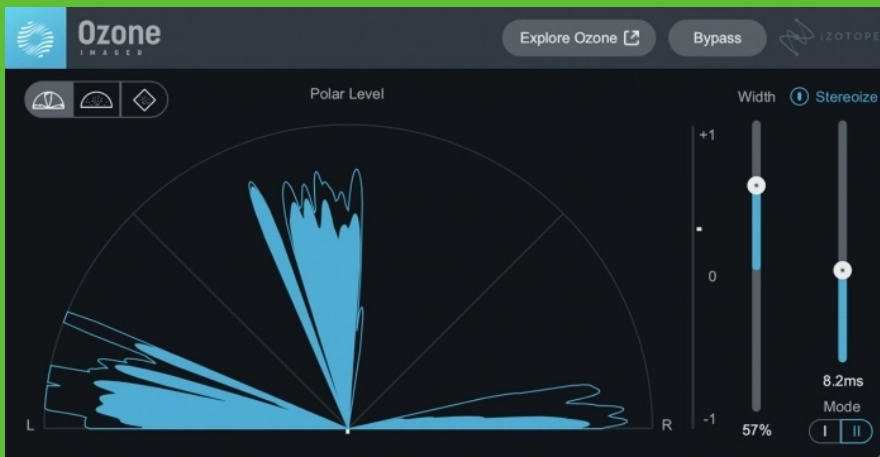 Ozone
IMAGER
Explore Ozone
Bypass
iZOTOPE
Polar Level
Width
Stereoize
+1
0
-1
L
R
57%
8.2ms
Mode
I
II